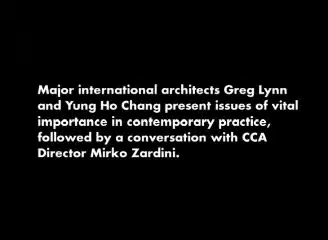 Major international architects Greg Lynn
and Yung Ho Chang present issues of vital
importance in contemporary practice,
followed by a conversation with CCA
Director Mirko Zardini.